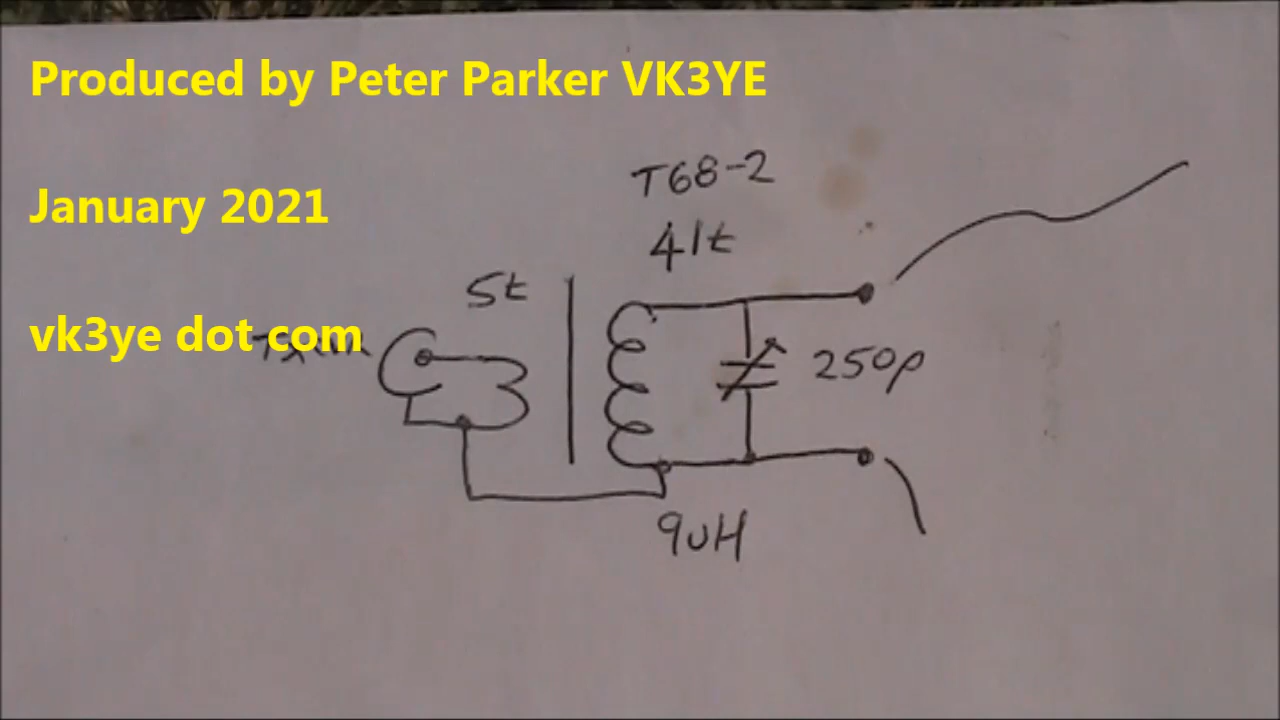 Produced by Peter Parker VK3YE
January 2021
vk3ye dot com
T68-2
41t
5t
250p
9uH